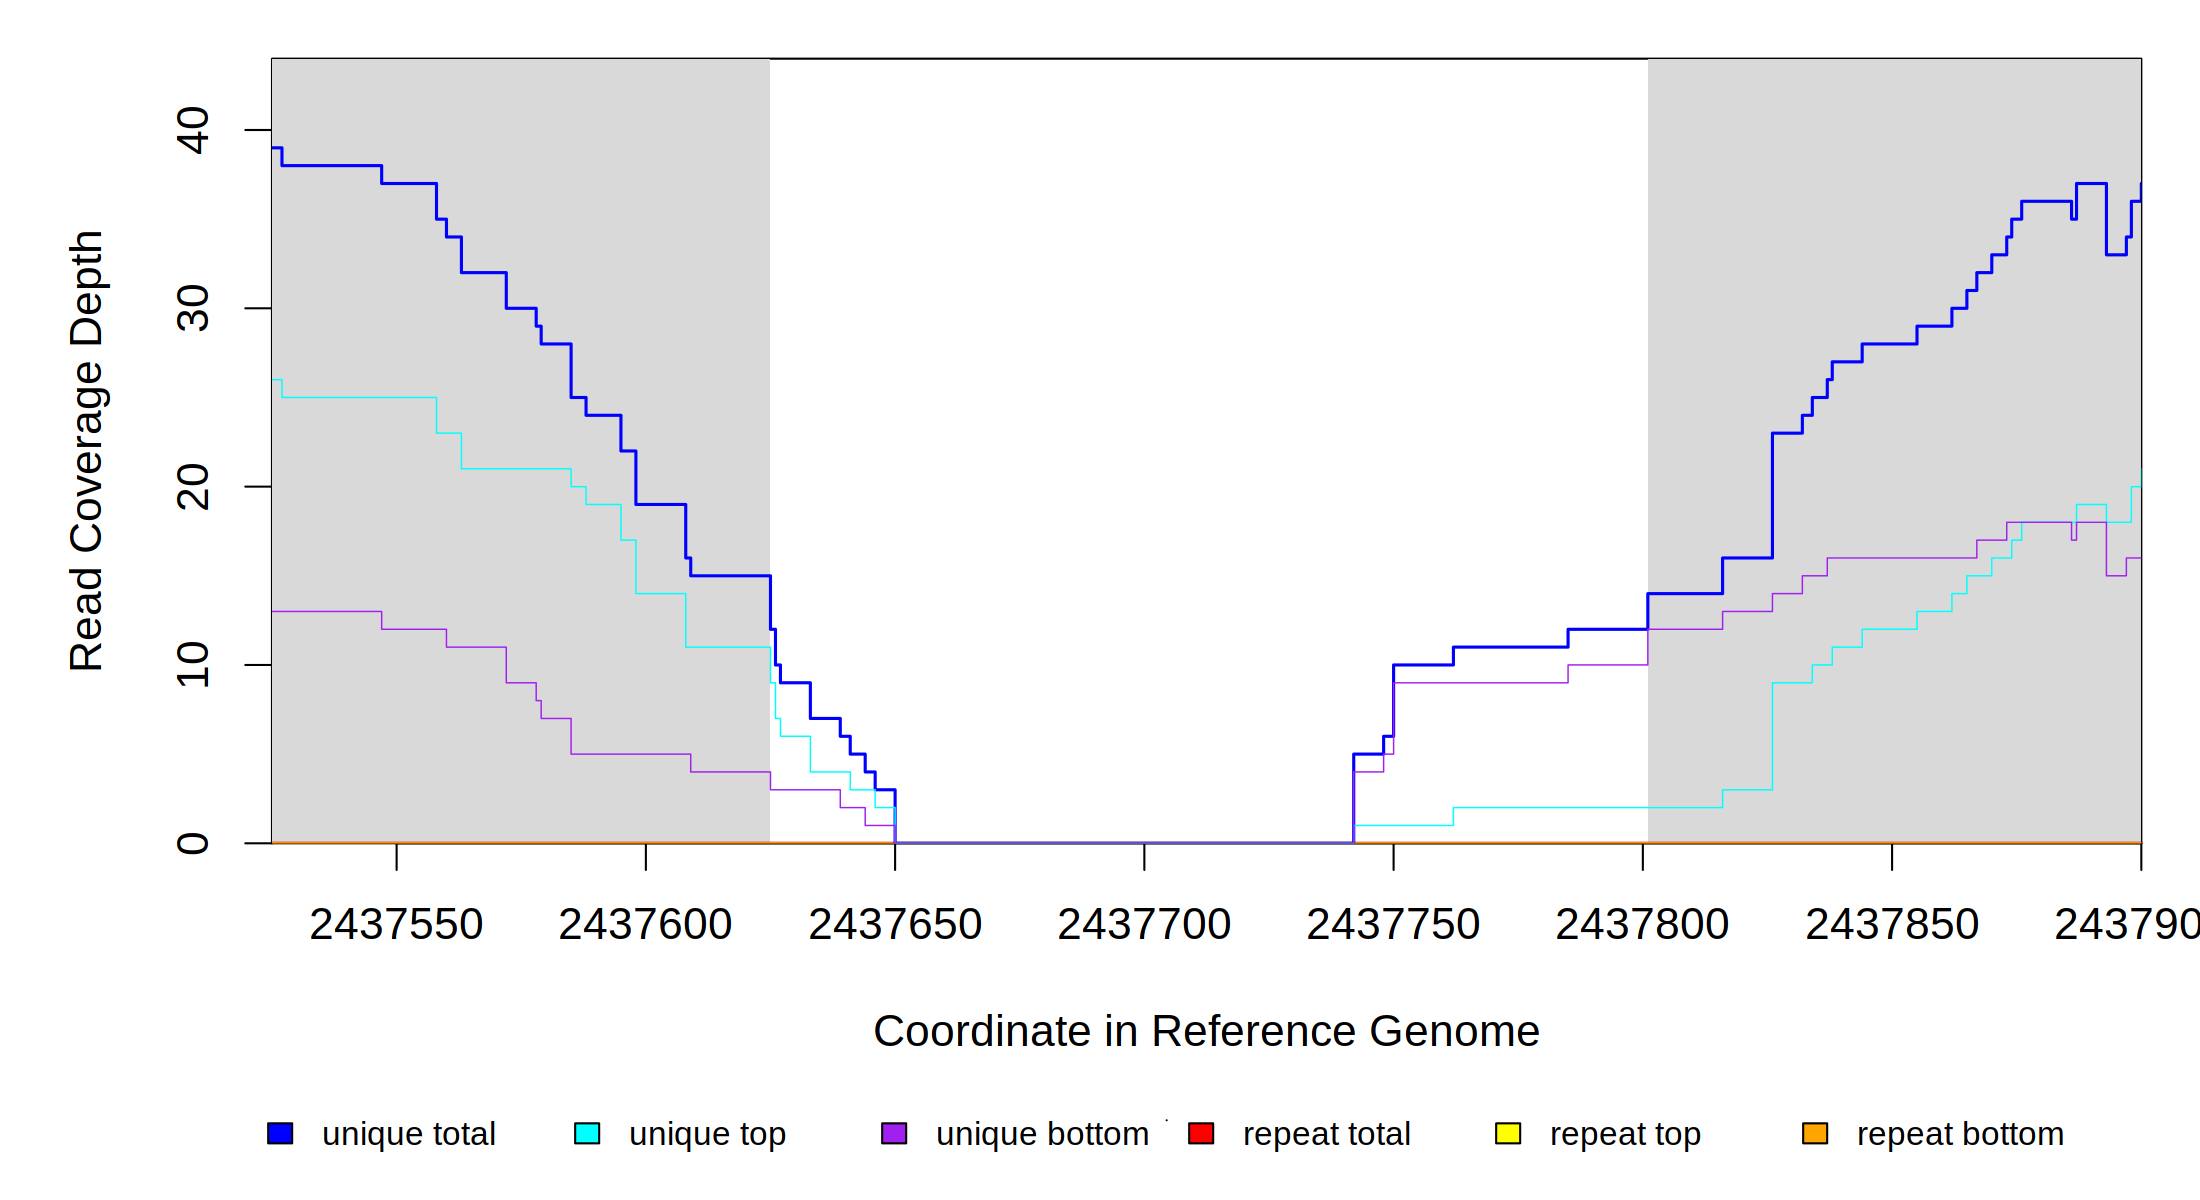 40
30
20
10
0
Read Coverage Depth
2437550 2437600 2437650 2437700 2437750 2437800 2437850 243790
Coordinate in Reference Genome
unique total unique top unique bottom repeat total repeat top repeat bottom